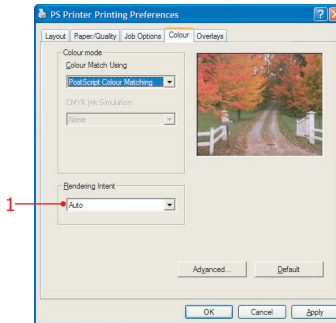 PS Printer Printing Preferences
Layout Paper/Quality Job Options Colour Overlays
Colour mode
Colour Match Using:
PostScript Colour Matching
CMYK Ink Simulation:
None
Rendering Intent
1
Auto
Advanced... Default
OK Cancel Apply